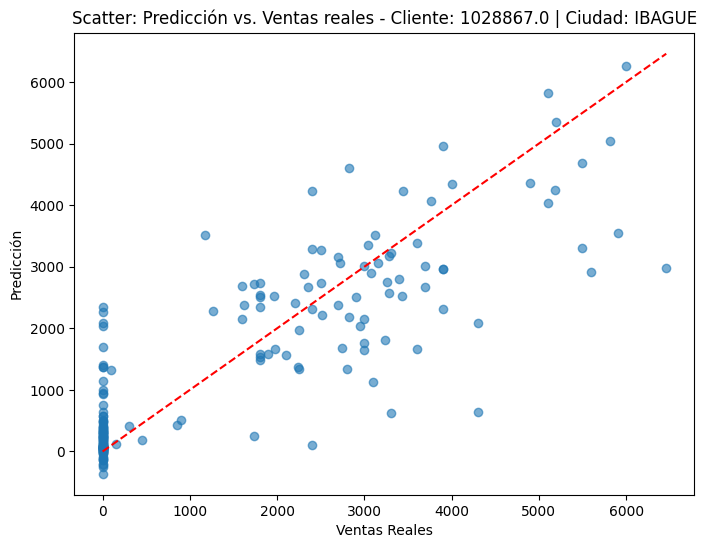 Scatter: Predicción vs. Ventas reales - Cliente: 1028867.0 | Ciudad: IBAGUE
6000
5000
4000
3000
2000
1000
0
Predicción
0 1000 2000 3000 4000 5000 6000
Ventas Reales